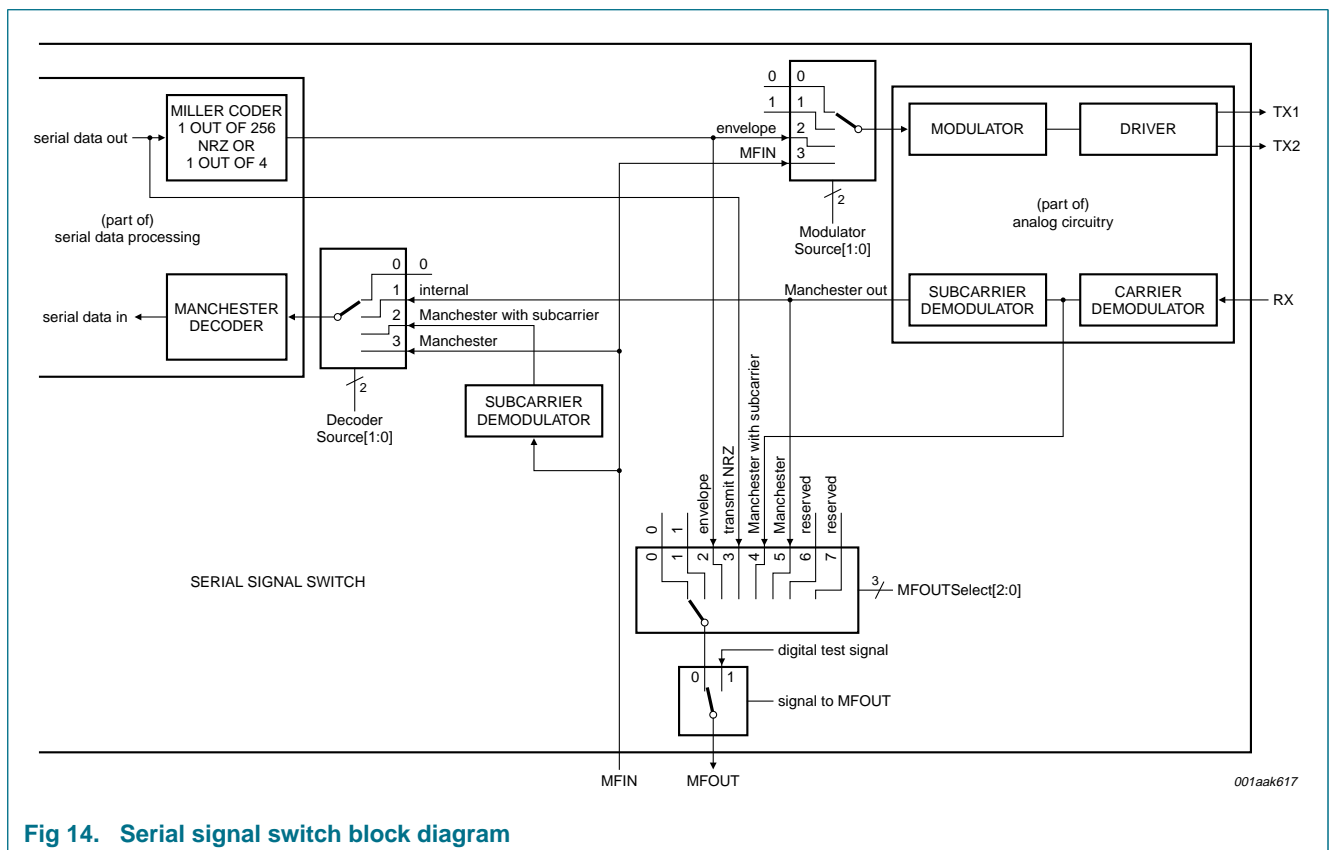 serial data out
MILLER CODER
1 OUT OF 256
NRZ OR
1 OUT OF 4
(part of)
serial data processing
serial data in
MANCHESTER
DECODER
0 0
1 internal
2 Manchester with subcarrier
3 Manchester
2
Decoder
Source[1:0]
SUBCARRIER
DEMODULATOR
0 0
1 1
envelope 2
MFIN 3
2
Modulator
Source[1:0]
MODULATOR
DRIVER
TX1
TX2
(part of)
analog circuitry
Manchester out
SUBCARRIER
DEMODULATOR
CARRIER
DEMODULATOR
RX
0 0
1 1
2 envelope
3 transmit NRZ
4 Manchester with subcarrier
5 Manchester
6 reserved
7 reserved
3
MFOUTSelect[2:0]
SERIAL SIGNAL SWITCH
digital test signal
0 1
signal to MFOUT
MFIN
MFOUT
001aak617
Fig 14. Serial signal switch block diagram